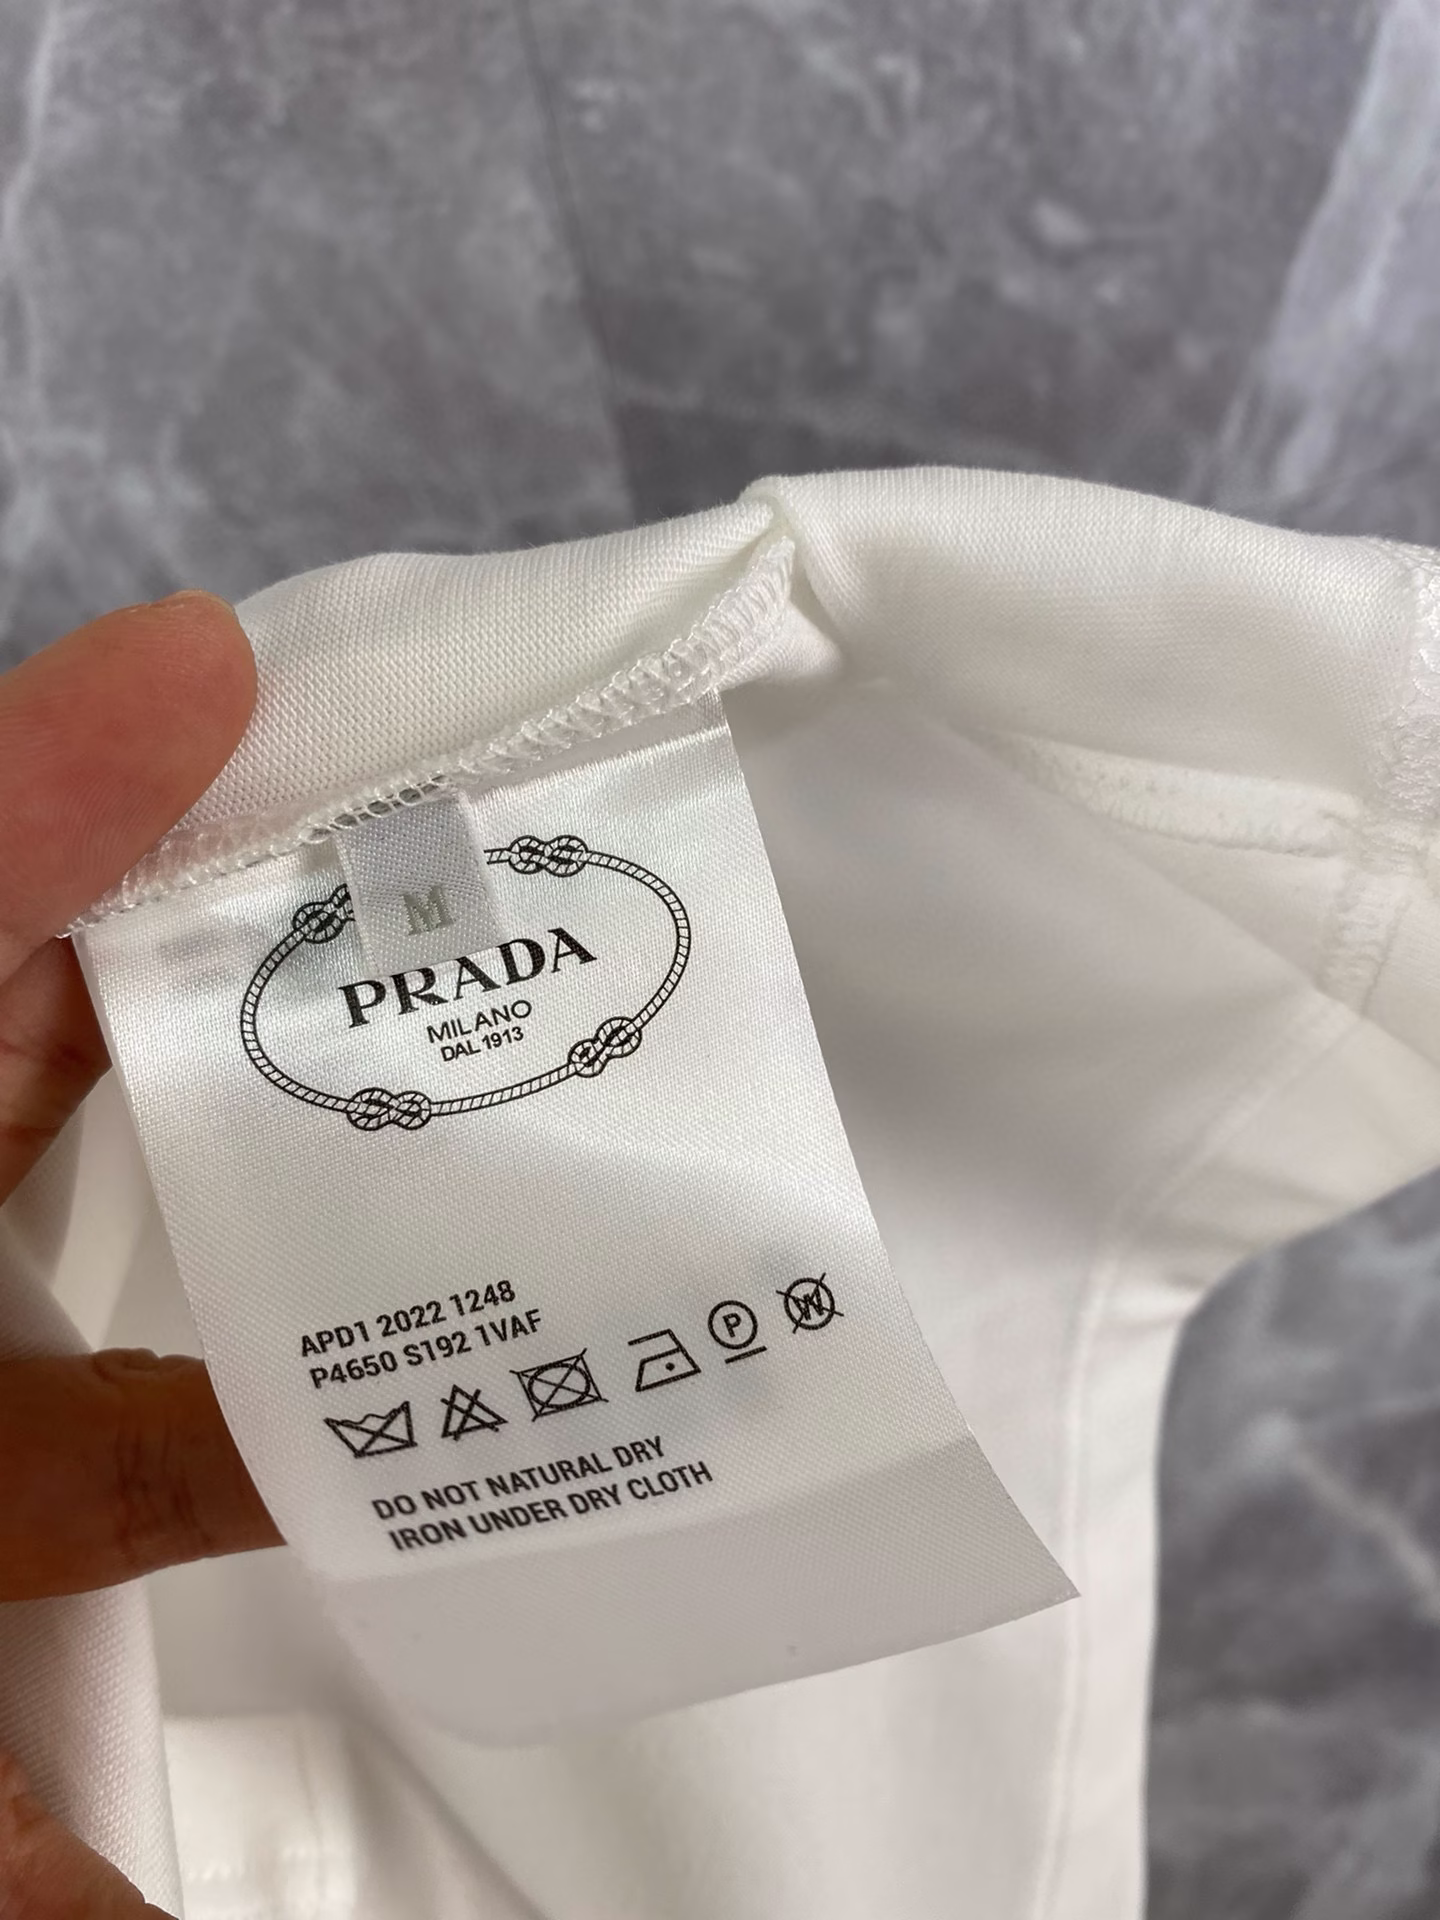 M
PRADA
MILANO
DAL 1913
APD1 2022 1248
P4650 S192 1VAF
P
W
DO NOT NATURAL DRY
IRON UNDER DRY CLOTH